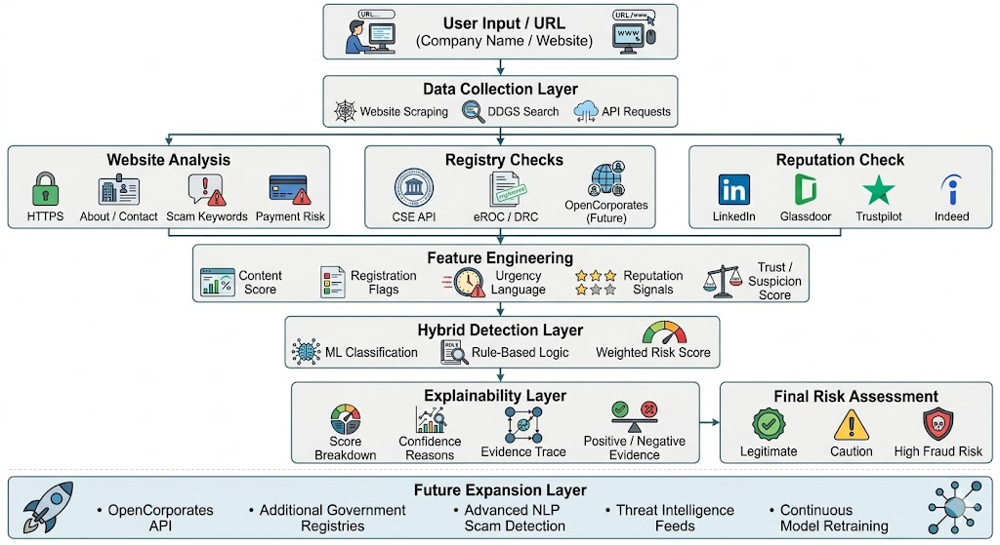 URL...
URL/www
www
User Input / URL
(Company Name / Website)
Data Collection Layer
Website Scraping
DDGS Search
API Requests
Website Analysis
HTTPS
About / Contact
Scam Keywords
Payment Risk
Registry Checks
CSE API
registered
eROC / DRC
OpenCorporates
(Future)
Reputation Check
in
LinkedIn
Glassdoor
Trustpilot
Indeed
Feature Engineering
Content
Score
Registration
Flags
Urgency
Language
Reputation
Signals
Trust /
Suspicion
Score
Hybrid Detection Layer
ML Classification
RULE
Rule-Based Logic
Weighted Risk Score
Explainability Layer
Score
Breakdown
Confidence
Reasons
Evidence Trace
Positive / Negative
Evidence
Final Risk Assessment
Legitimate
Caution
High Fraud Risk
Future Expansion Layer
• OpenCorporates
API
• Additional Government
Registries
• Advanced NLP
Scam Detection
• Threat Intelligence
Feeds
• Continuous
Model Retraining